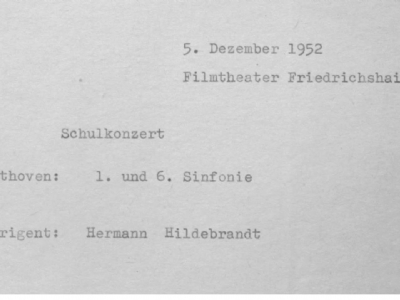 5. Dezember 1952
Filmtheater Friedrichshai
Schulkonzert
thoven: 1. und 6. Sinfonie
rigent: Hermann Hildebrandt